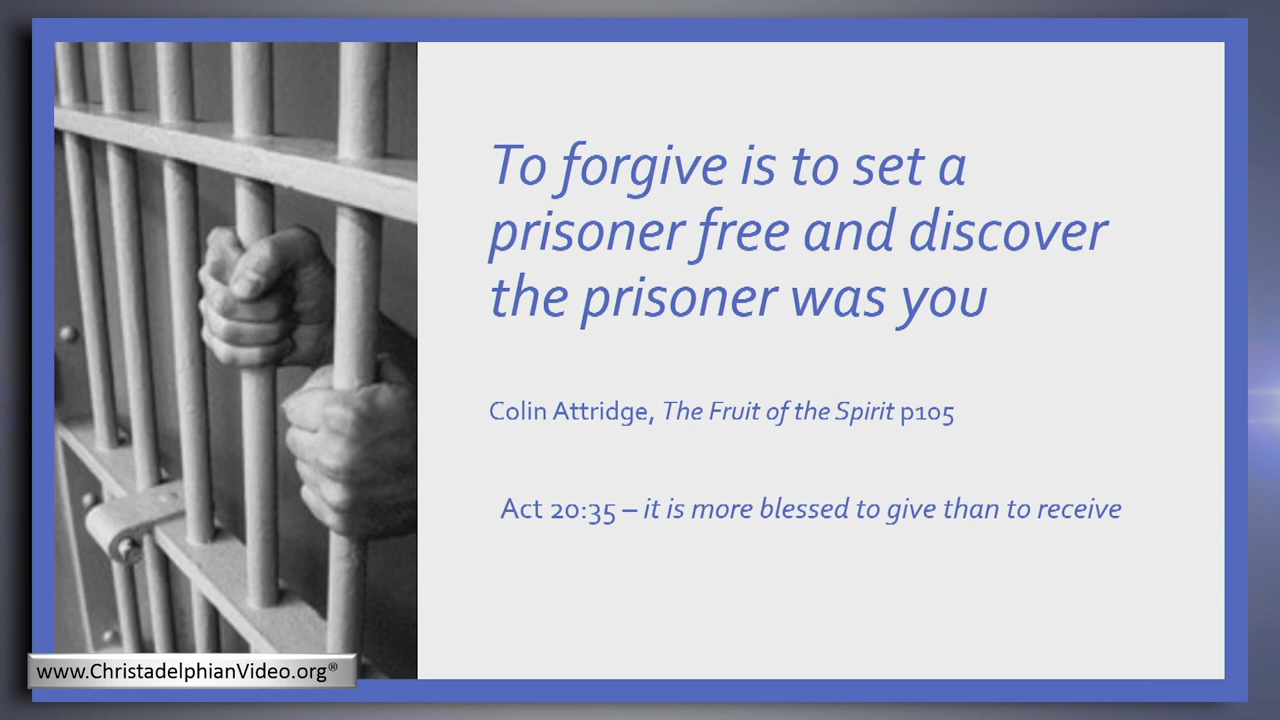 To forgive is to set a
prisoner free and discover
the prisoner was you
Colin Attridge, The Fruit of the Spirit p105
Act 20:35 – it is more blessed to give than to receive
www.ChristadelphianVideo.org®